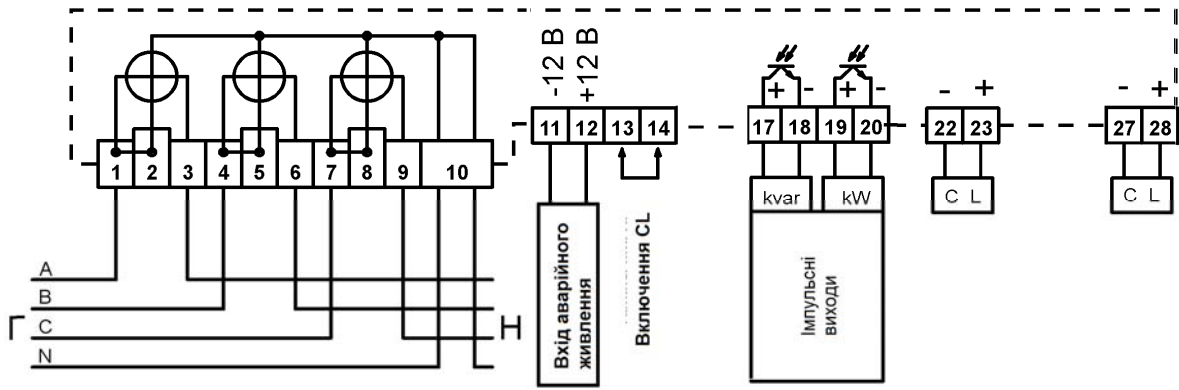 -12 В
+12 В
+ - + -
- +
- +
1 2 3 4 5 6 7 8 9 10
11 12 13 14
17 18 19 20
22 23
27 28
kvar
kW
C L
C L
A
B
C
N
Г
Н
Вхід аварійного
живлення
Включення CL
Імпульсні
виходи